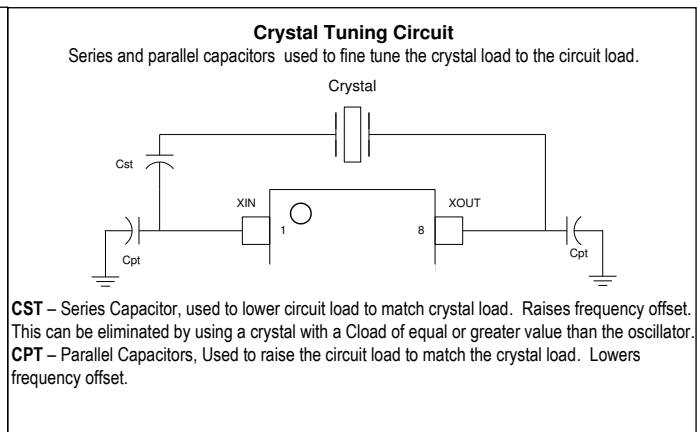 Crystal Tuning Circuit
Series and parallel capacitors used to fine tune the crystal load to the circuit load.
Crystal
Cst
XIN
XOUT
1
8
Cpt
Cpt
CST – Series Capacitor, used to lower circuit load to match crystal load. Raises frequency offset.
This can be eliminated by using a crystal with a Cload of equal or greater value than the oscillator.
CPT – Parallel Capacitors, Used to raise the circuit load to match the crystal load. Lowers
frequency offset.